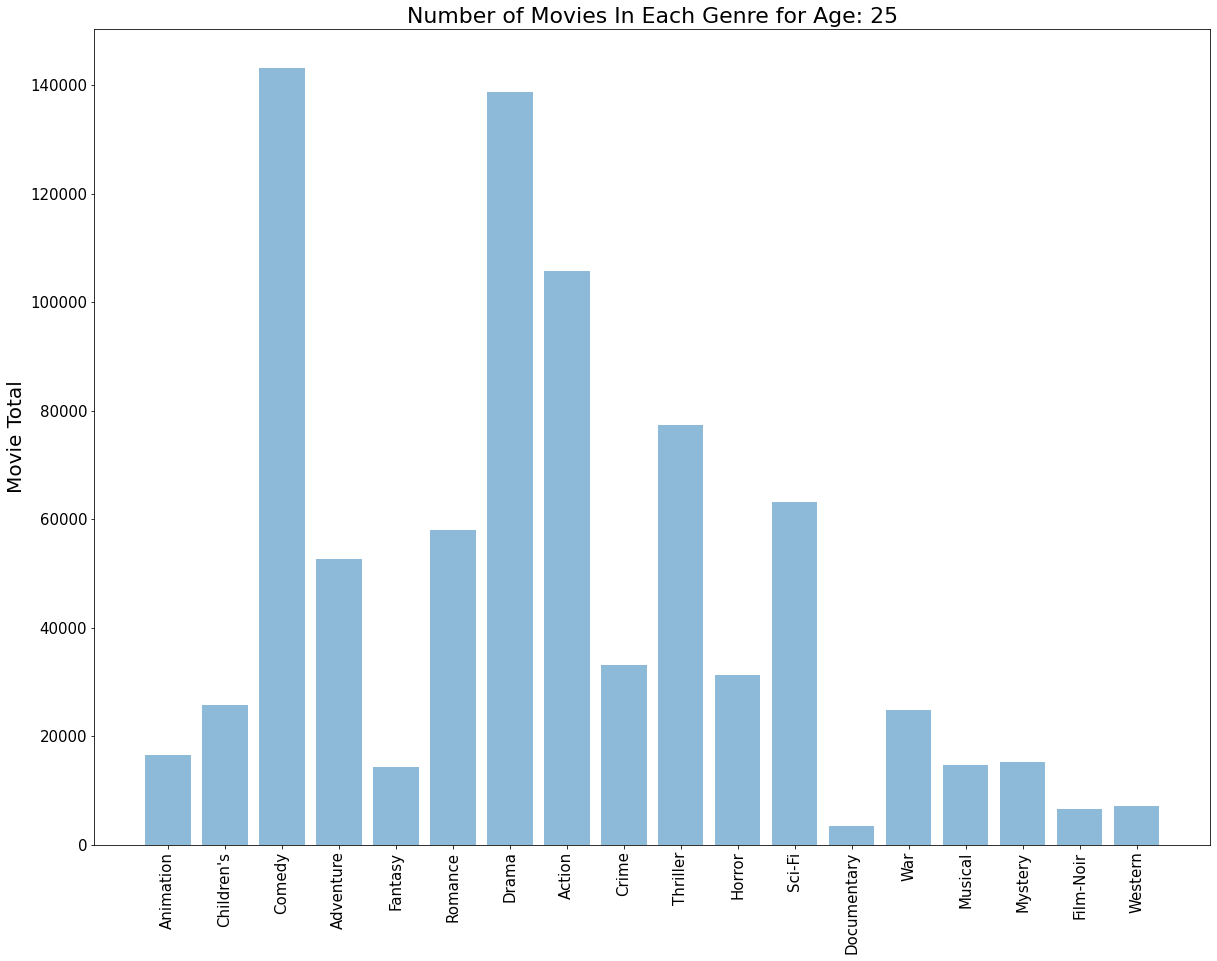 Number of Movies In Each Genre for Age: 25
Movie Total
140000
120000
100000
80000
60000
40000
20000
0
Animation
Children's
Comedy
Adventure
Fantasy
Romance
Drama
Action
Crime
Thriller
Horror
Sci-Fi
Documentary
War
Musical
Mystery
Film-Noir
Western